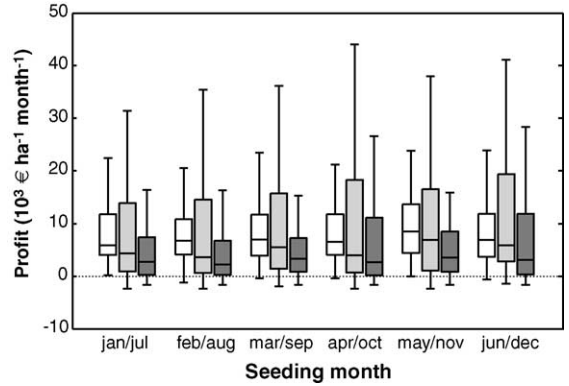 50
40
30
20
10
0
-10
Profit (10³ € ha⁻¹ month⁻¹)
jan/jul feb/aug mar/sep apr/oct may/nov jun/dec
Seeding month